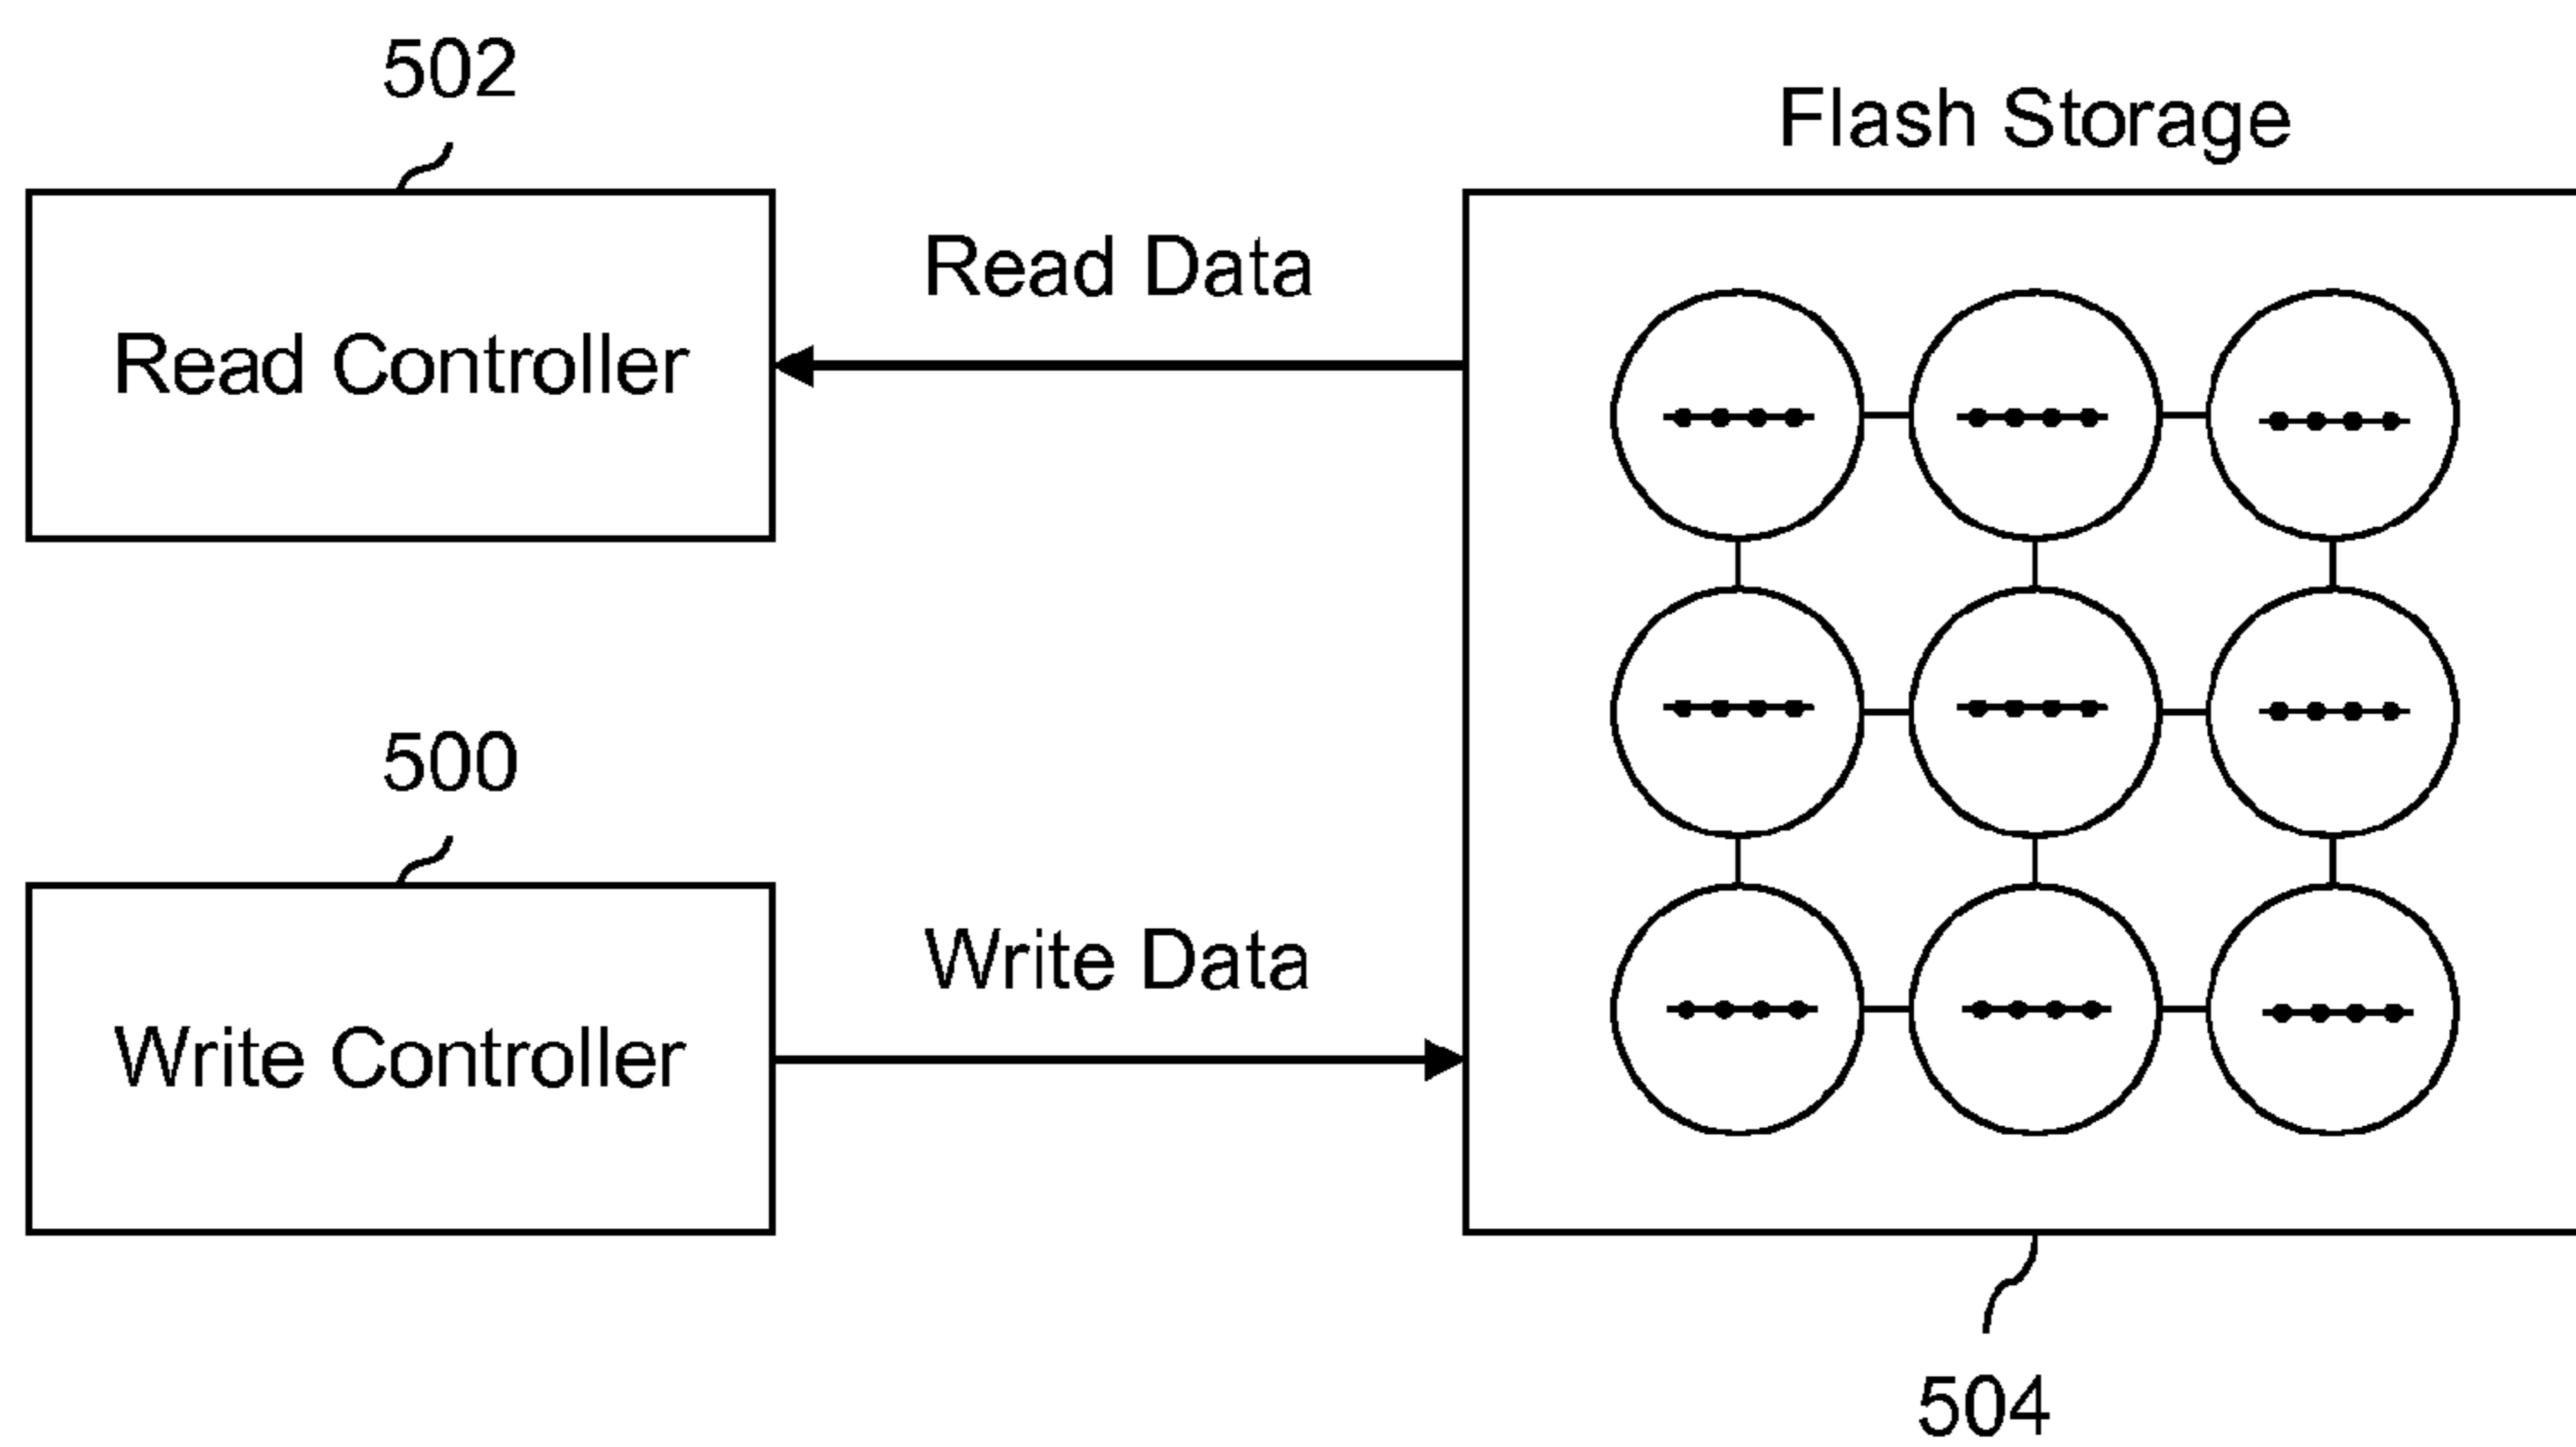 502
Flash Storage
Read Data
Read Controller
500
Write Data
Write Controller
504